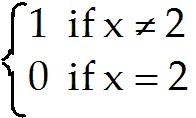 1 if x ≠ 2
0 if x = 2